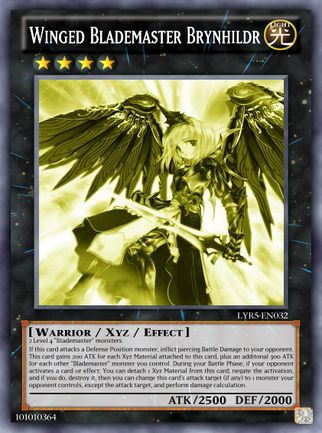 WINGED BLADEMASTER BRYNHILDR
LIGHT
光
LYR5-EN032
[WARRIOR / XYZ / EFFECT]
2 Level 4 "Blademaster" monsters
If this card attacks a Defense Position monster, inflict piercing Battle Damage to your opponent.
This card gains 200 ATK for each Xyz Material attached to this card, plus an additonal 300 ATK
for each other "Blademaster" monster you control. During your Battle Phase, if your opponent
activates a card or effect: You can detach 1 Xyz Material from this card; negate the activation,
and if you do, destroy it, then you can change this card's attack target (if any) to 1 monster your
opponent controls, except the attack target, and perform damage calculation.
ATK/2500 DEF/2000
101010364